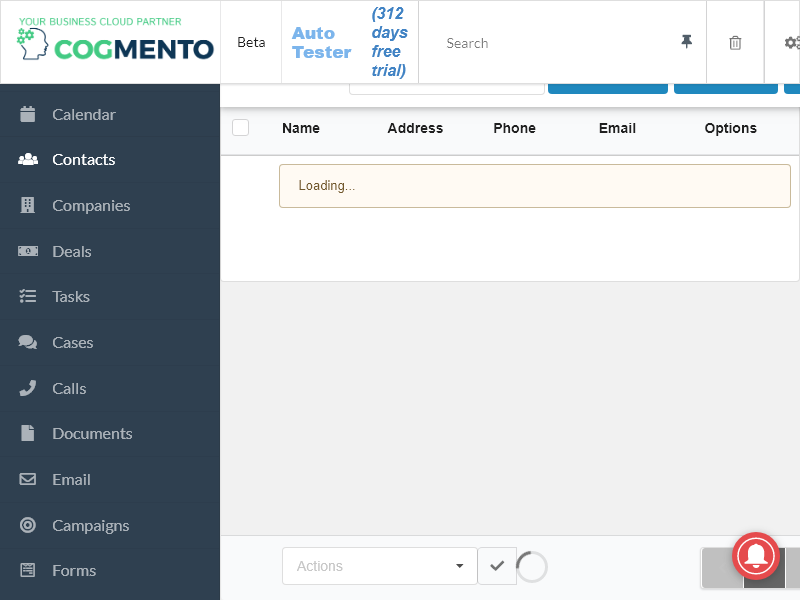 YOUR BUSINESS CLOUD PARTNER
COGMENTO
Beta
Auto Tester
(312 days free trial)
Search
Calendar
Contacts
Companies
Deals
Tasks
Cases
Calls
Documents
Email
Campaigns
Forms
Name Address Phone Email Options
Loading...
Actions